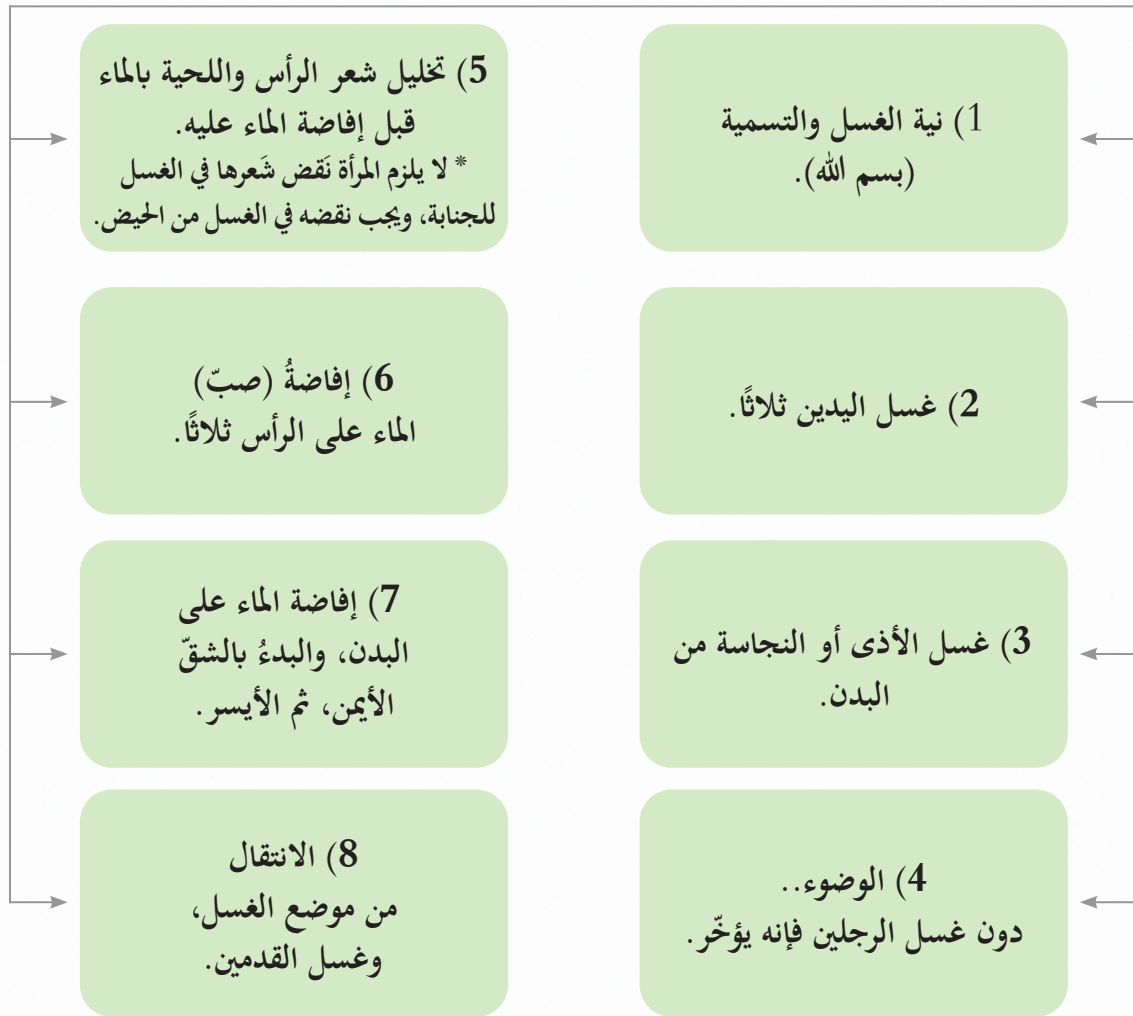 1) نية الغسل والتسمية
(بسم الله).
2) غسل اليدين ثلاثًا.
3) غسل الأذى أو النجاسة من
البدن.
4) الوضوء..
دون غسل الرجلين فإنه يؤخّر.
5) تخليل شعر الرأس واللحية بالماء
قبل إفاضة الماء عليه.
* لا يلزم المرأة نَقض شَعرها في الغسل
للجنابة، ويجب نقضه في الغسل من الحيض.
6) إفاضةُ (صبّ)
الماء على الرأس ثلاثًا.
7) إفاضة الماء على
البدن، والبدءُ بالشقّ
الأيمن، ثم الأيسر.
8) الانتقال
من موضع الغسل،
وغسل القدمين.